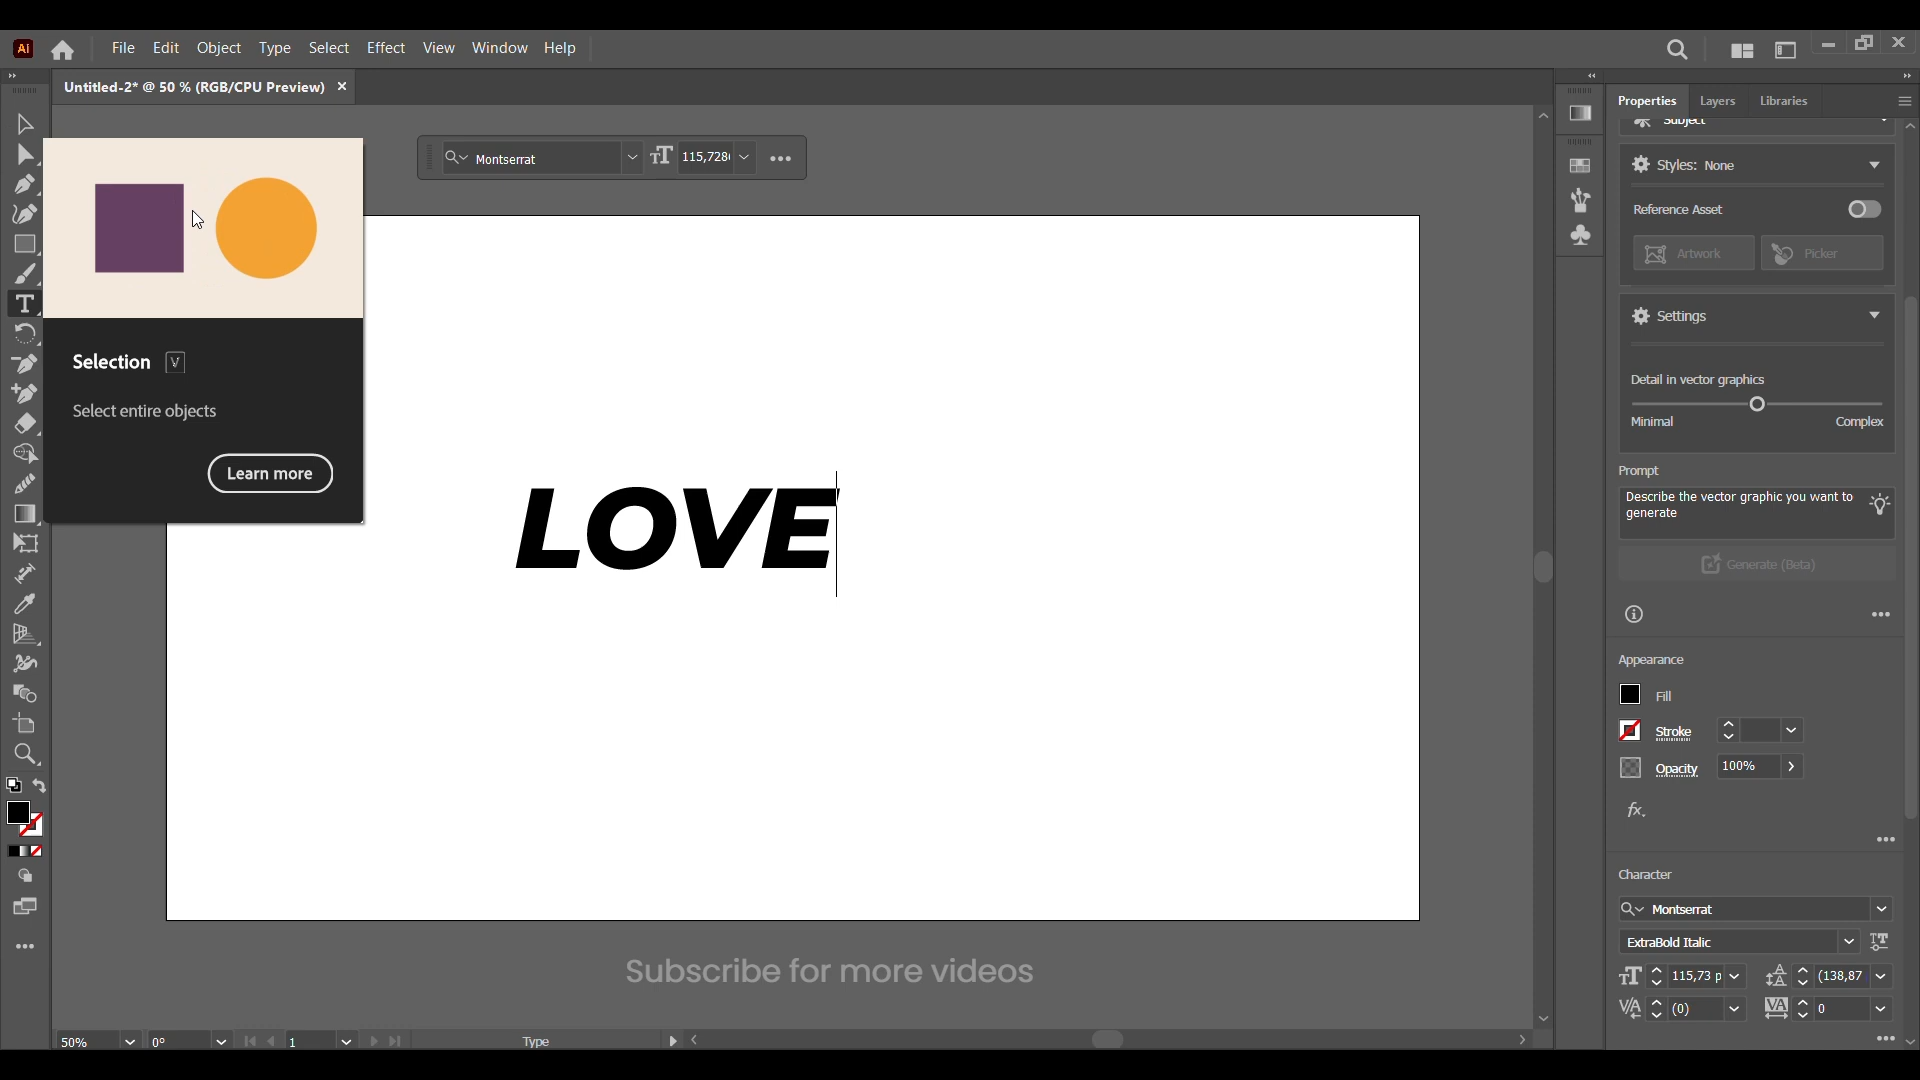 Ai File Edit Object Type Select Effect View Window Help
Untitled-2* @ 50 % (RGB/CPU Preview)
Properties Layers Libraries
Montserrat 115,728
Subject
Styles: None
Reference Asset
Artwork Picker
Settings
Detail in vector graphics
Minimal Complex
Prompt
Describe the vector graphic you want to
generate
Generate (Beta)
Selection V
Select entire objects
Learn more
LOVE
Appearance
Fill
Stroke
Opacity 100%
fx.
Character
Montserrat
ExtraBold Italic
115,73 p (138,87
(0) 0
Subscribe for more videos
50% 0° 1 Type